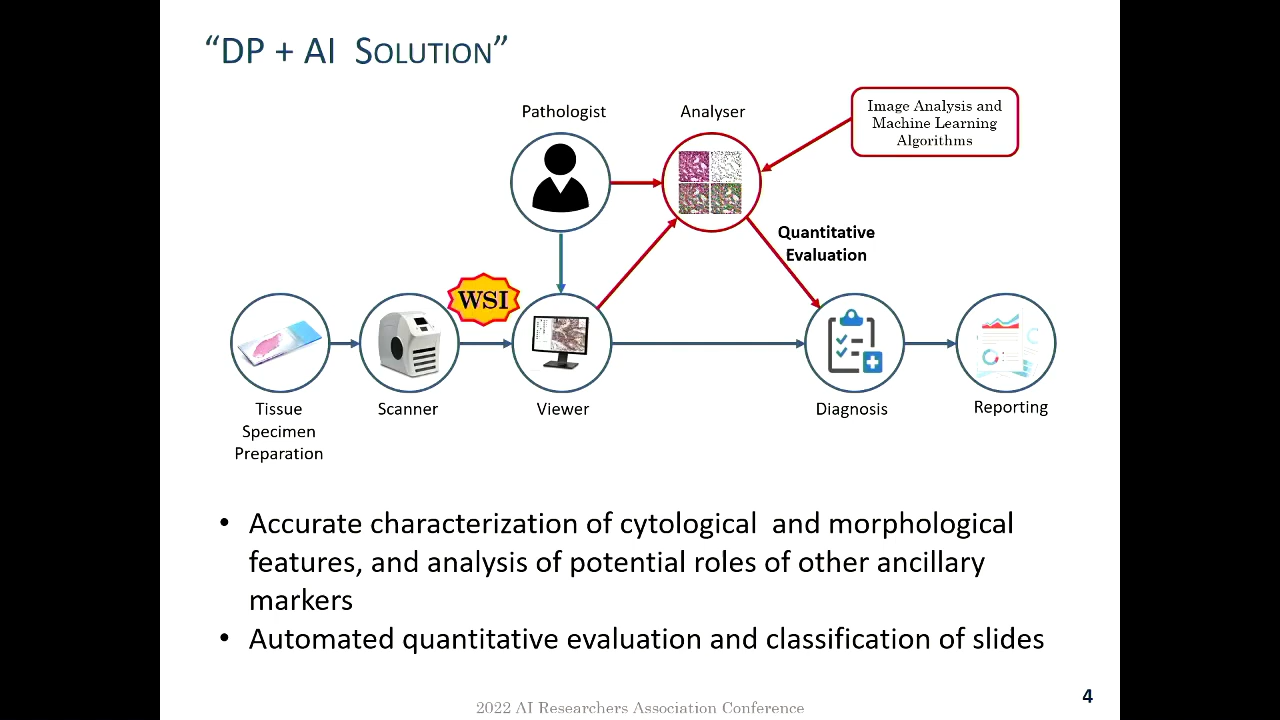 “DP + AI SOLUTION”
Pathologist
Analyser
Image Analysis and
Machine Learning
Algorithms
Quantitative
Evaluation
WSI
Tissue
Specimen
Preparation
Scanner
Viewer
Diagnosis
Reporting
• Accurate characterization of cytological and morphological
features, and analysis of potential roles of other ancillary
markers
• Automated quantitative evaluation and classification of slides
2022 AI Researchers Association Conference
4